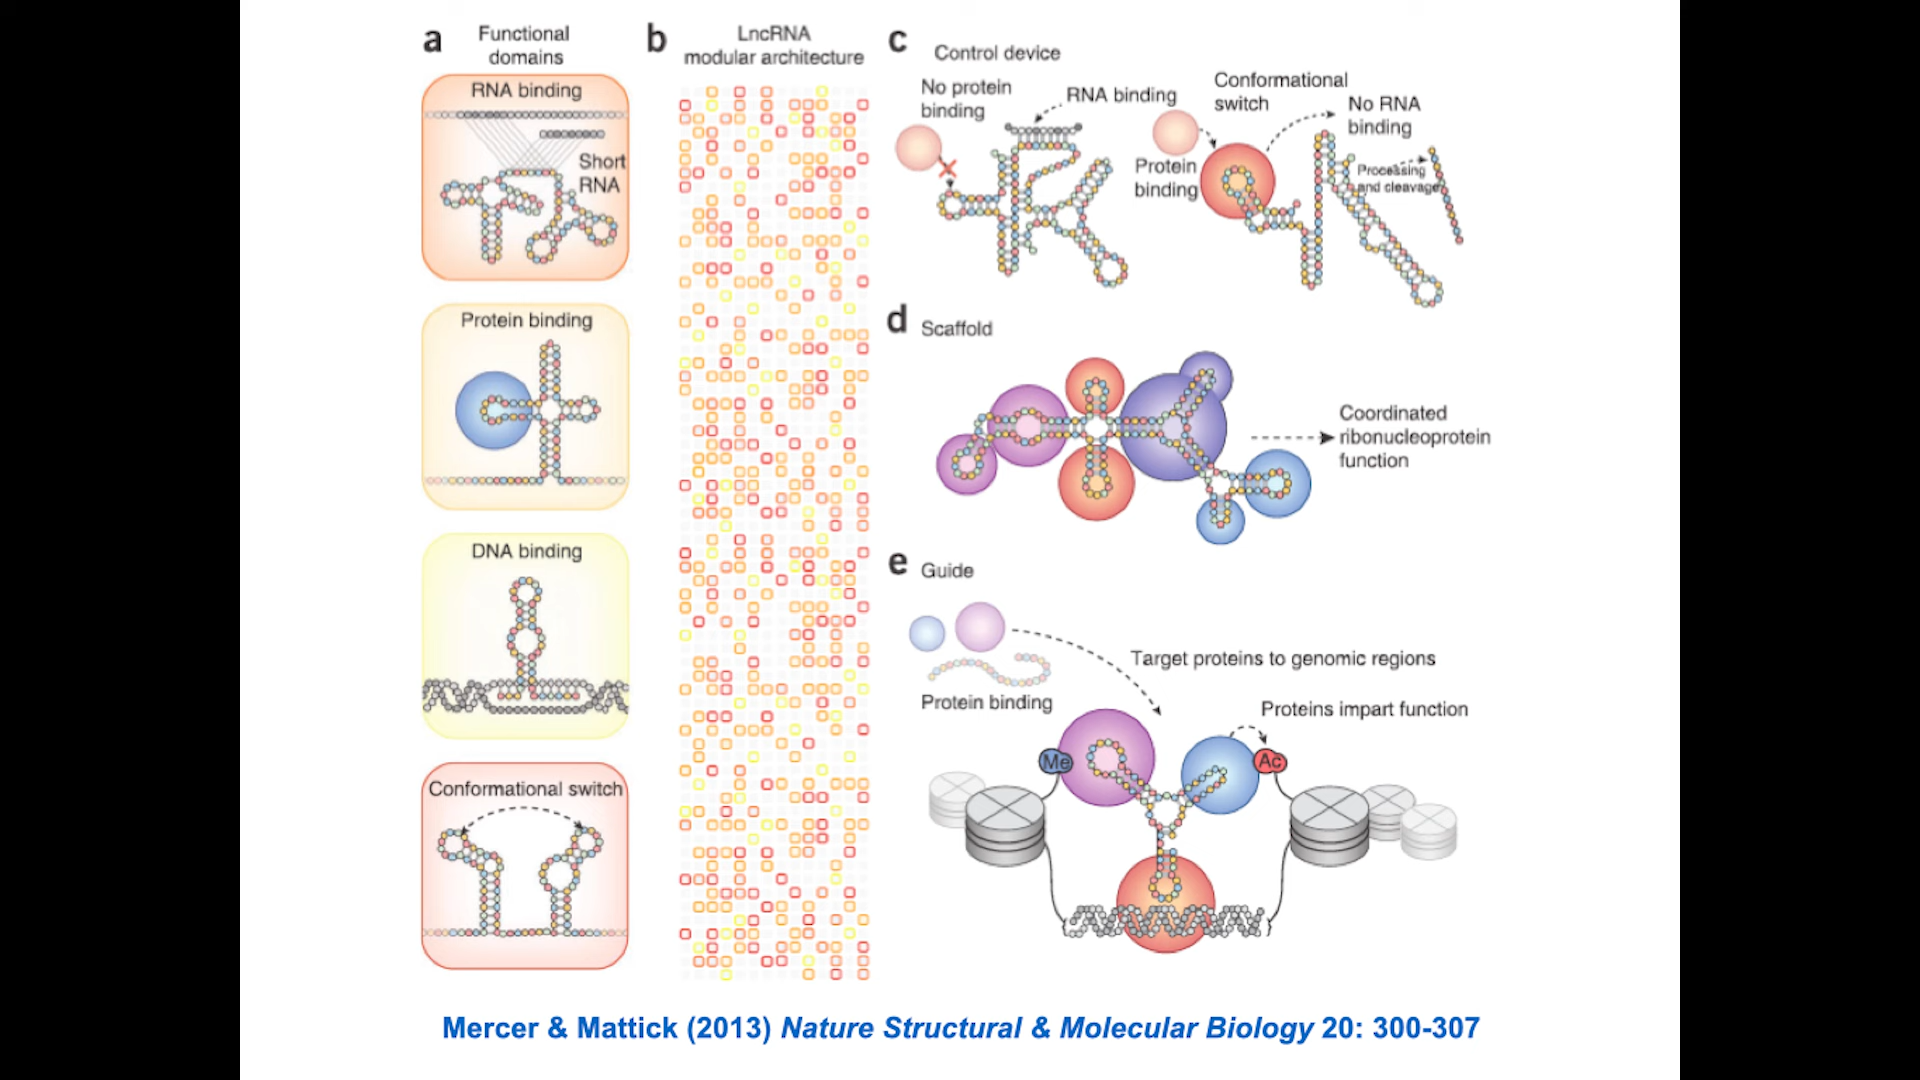 a
Functional
domains
RNA binding
Short
RNA
Protein binding
DNA binding
Conformational switch
b
LncRNA
modular architecture
c
Control device
No protein
binding
RNA binding
Protein
binding
Conformational
switch
No RNA
binding
Processing
and cleavage
d
Scaffold
Coordinated
ribonucleoprotein
function
e
Guide
Protein binding
Target proteins to genomic regions
Proteins impart function
Me
Ac
Mercer & Mattick (2013) Nature Structural & Molecular Biology 20: 300-307